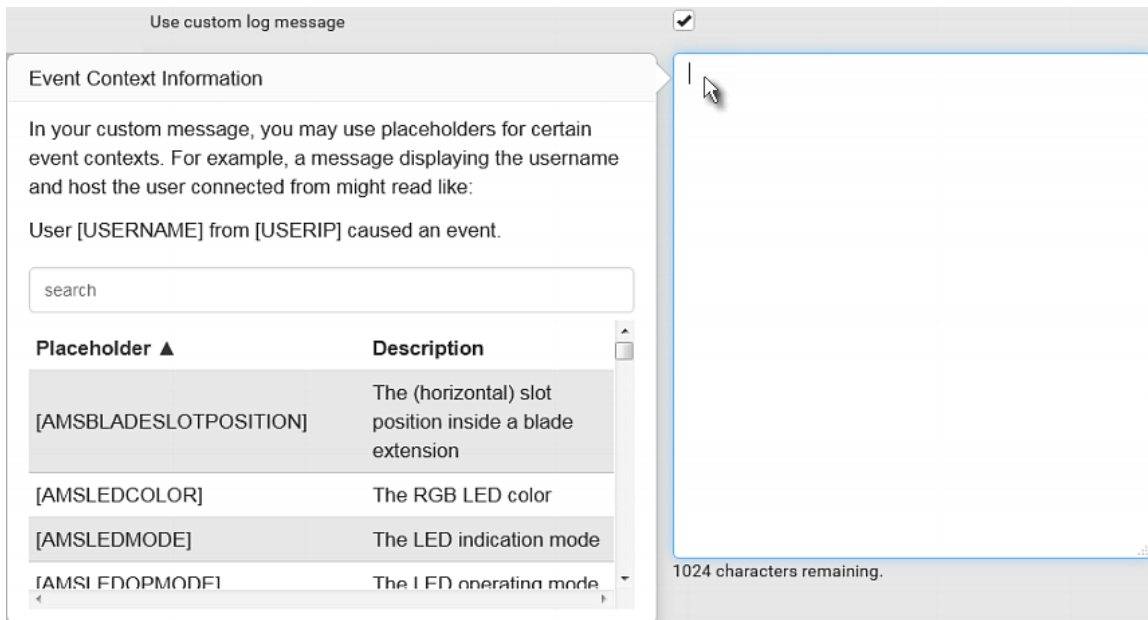 Use custom log message
Event Context Information
In your custom message, you may use placeholders for certain
event contexts. For example, a message displaying the username
and host the user connected from might read like:
User [USERNAME] from [USERIP] caused an event.
search
Placeholder ▲ Description
[AMSBLADESLOTPOSITION] The (horizontal) slot
position inside a blade
extension
[AMSLEDCOLOR] The RGB LED color
[AMSLEDMODE] The LED indication mode
[AMSLEDOPMODE] The LED operating mode
1024 characters remaining.